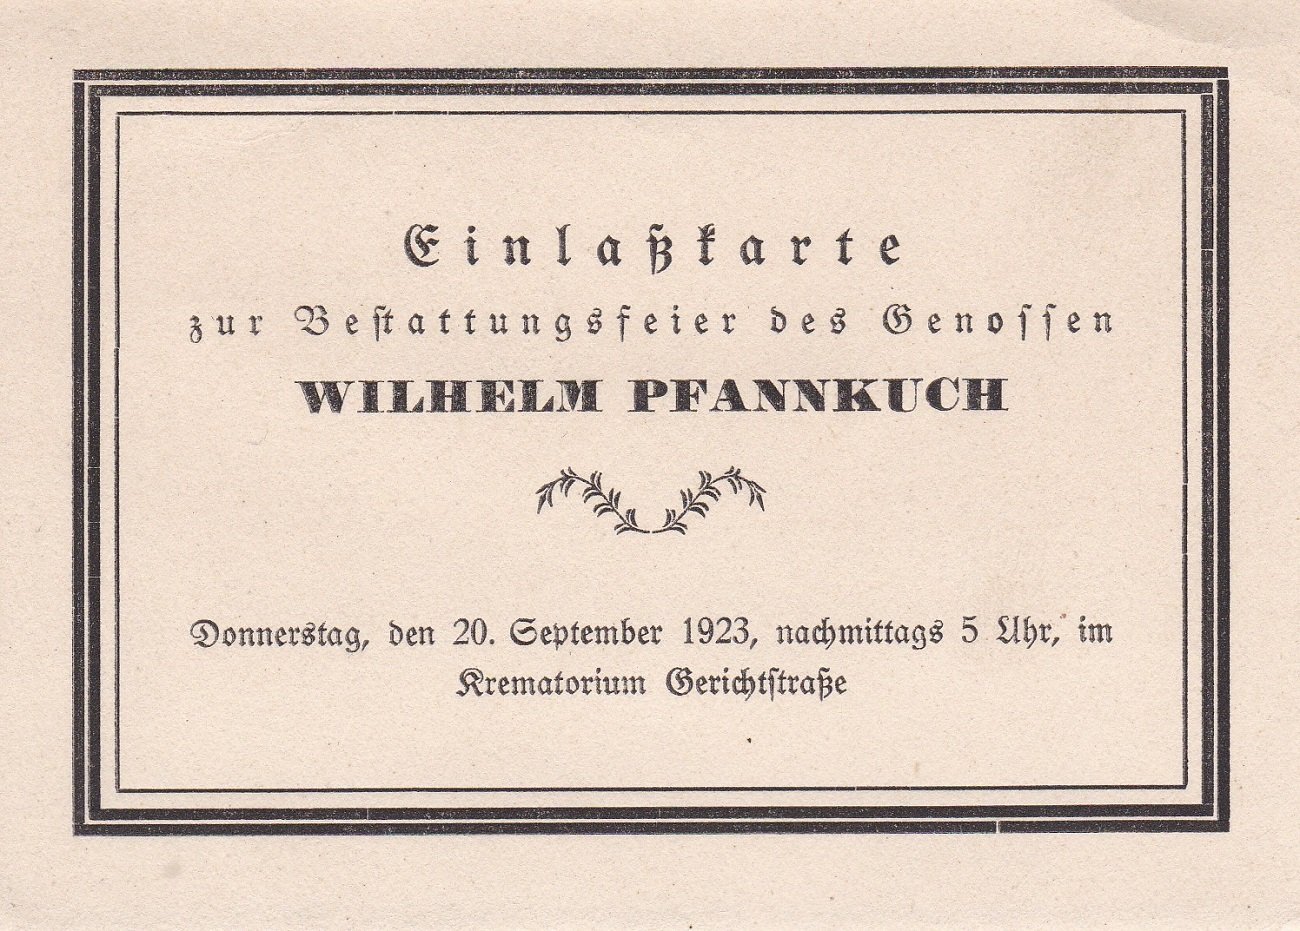 Einlaßkarte
zur Bestattungsfeier des Genossen
WILHELM PFANNKUCH
Donnerstag, den 20. September 1923, nachmittags 5 Uhr, im
Krematorium Gerichtstraße